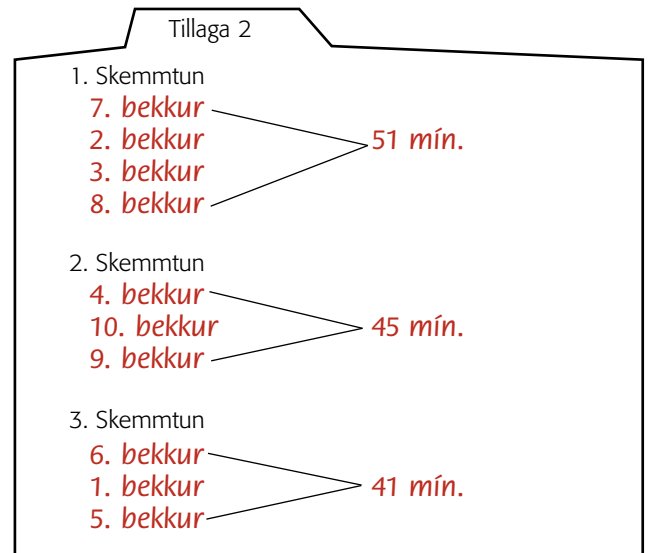 Tillaga 2
1. Skemmtun
7. bekkur
2. bekkur
3. bekkur
8. bekkur
51 mín.
2. Skemmtun
4. bekkur
10. bekkur
9. bekkur
45 mín.
3. Skemmtun
6. bekkur
1. bekkur
5. bekkur
41 mín.